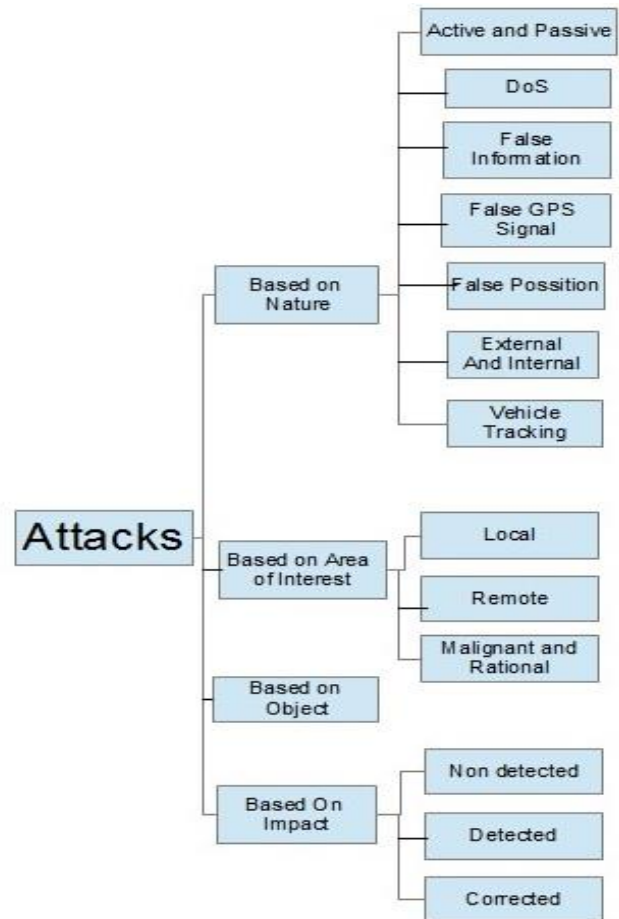 Active and Passive
DoS
False
Information
False GPS
Signal
Based on
Nature
False Possition
External
And Internal
Vehicle
Tracking
Attacks
Based on Area
of Interest
Local
Remote
Malignant and
Rational
Based on
Object
Based On
Impact
Non detected
Detected
Corrected